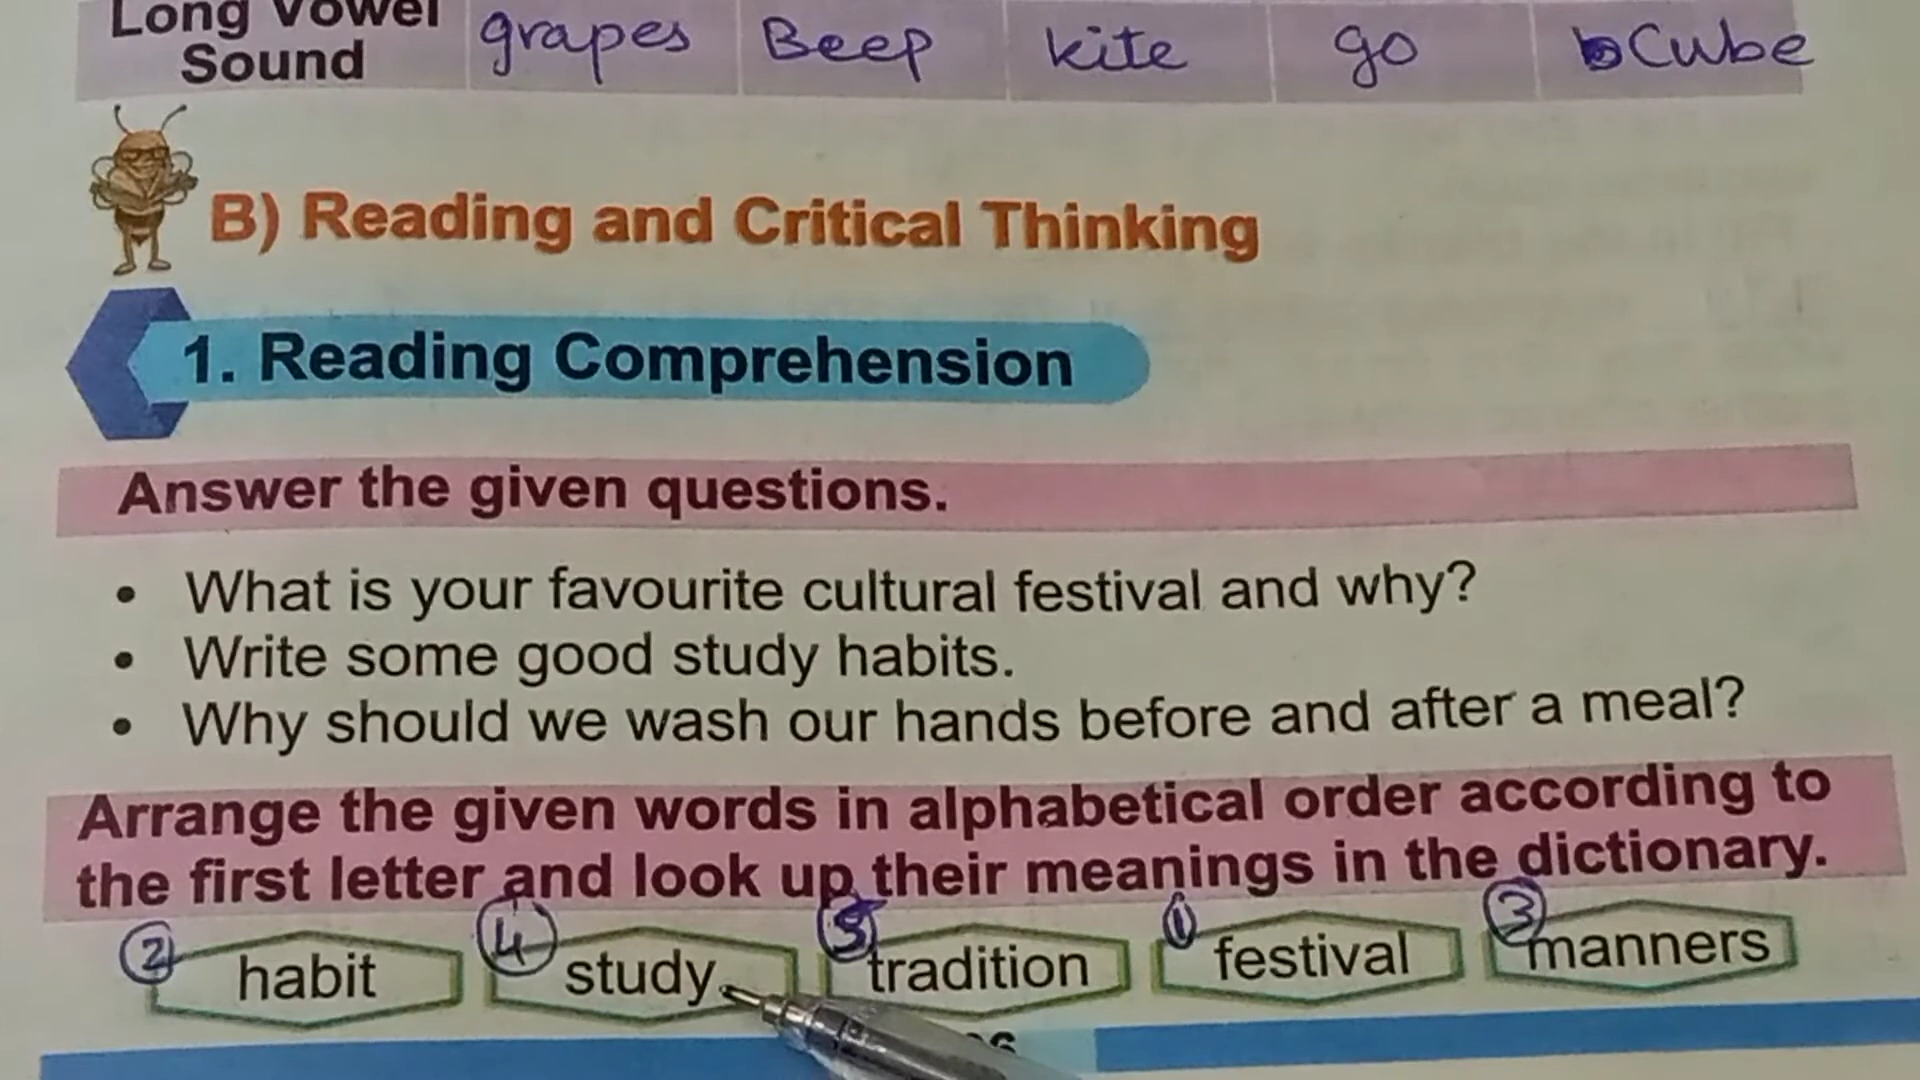 Long Vowel
Sound grapes Beep kite go Cube
B) Reading and Critical Thinking
1. Reading Comprehension
Answer the given questions.
• What is your favourite cultural festival and why?
• Write some good study habits.
• Why should we wash our hands before and after a meal?
Arrange the given words in alphabetical order according to
the first letter and look up their meanings in the dictionary.
2 4 5 1 3
habit study tradition festival manners